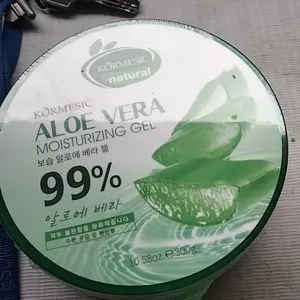 KORMESIC
natural
KORMESIC
ALOE VERA
MOISTURIZING GEL
보습 알로에 베라 젤
99%
알로에 베라
10.58oz ℮300g